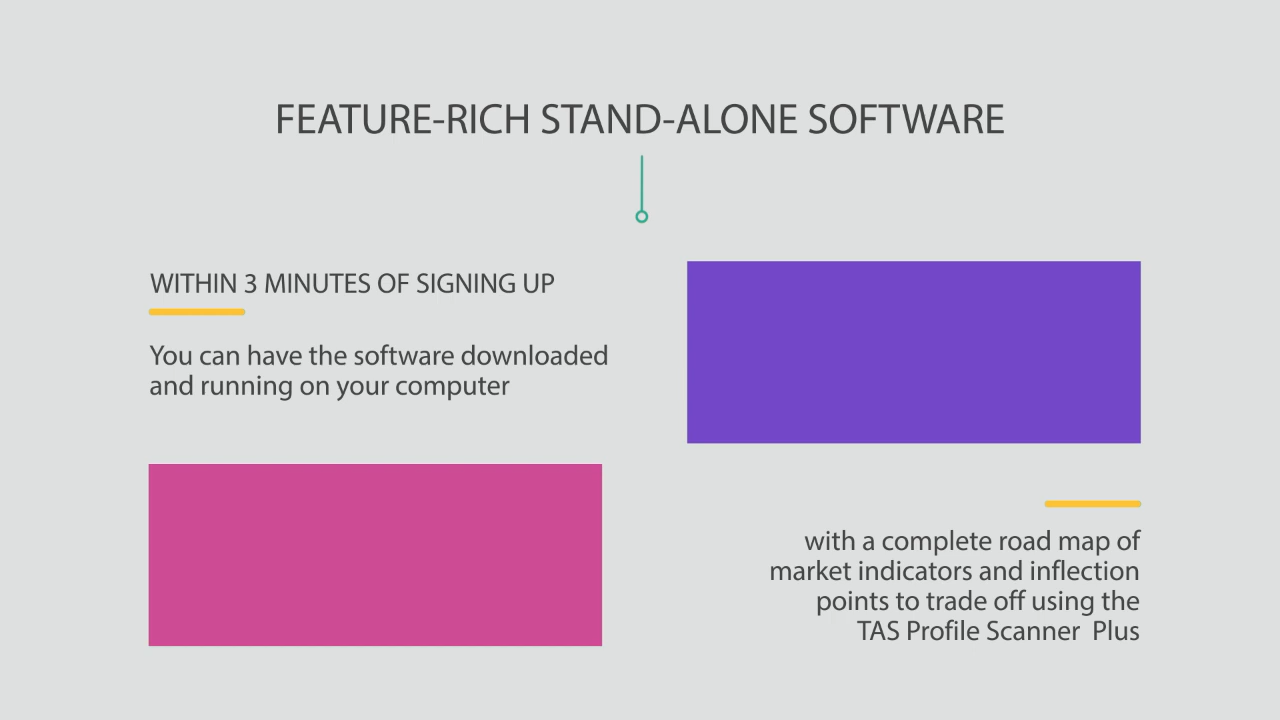 FEATURE-RICH STAND-ALONE SOFTWARE
WITHIN 3 MINUTES OF SIGNING UP
You can have the software downloaded
and running on your computer
with a complete road map of
market indicators and inflection
points to trade off using the
TAS Profile Scanner  Plus